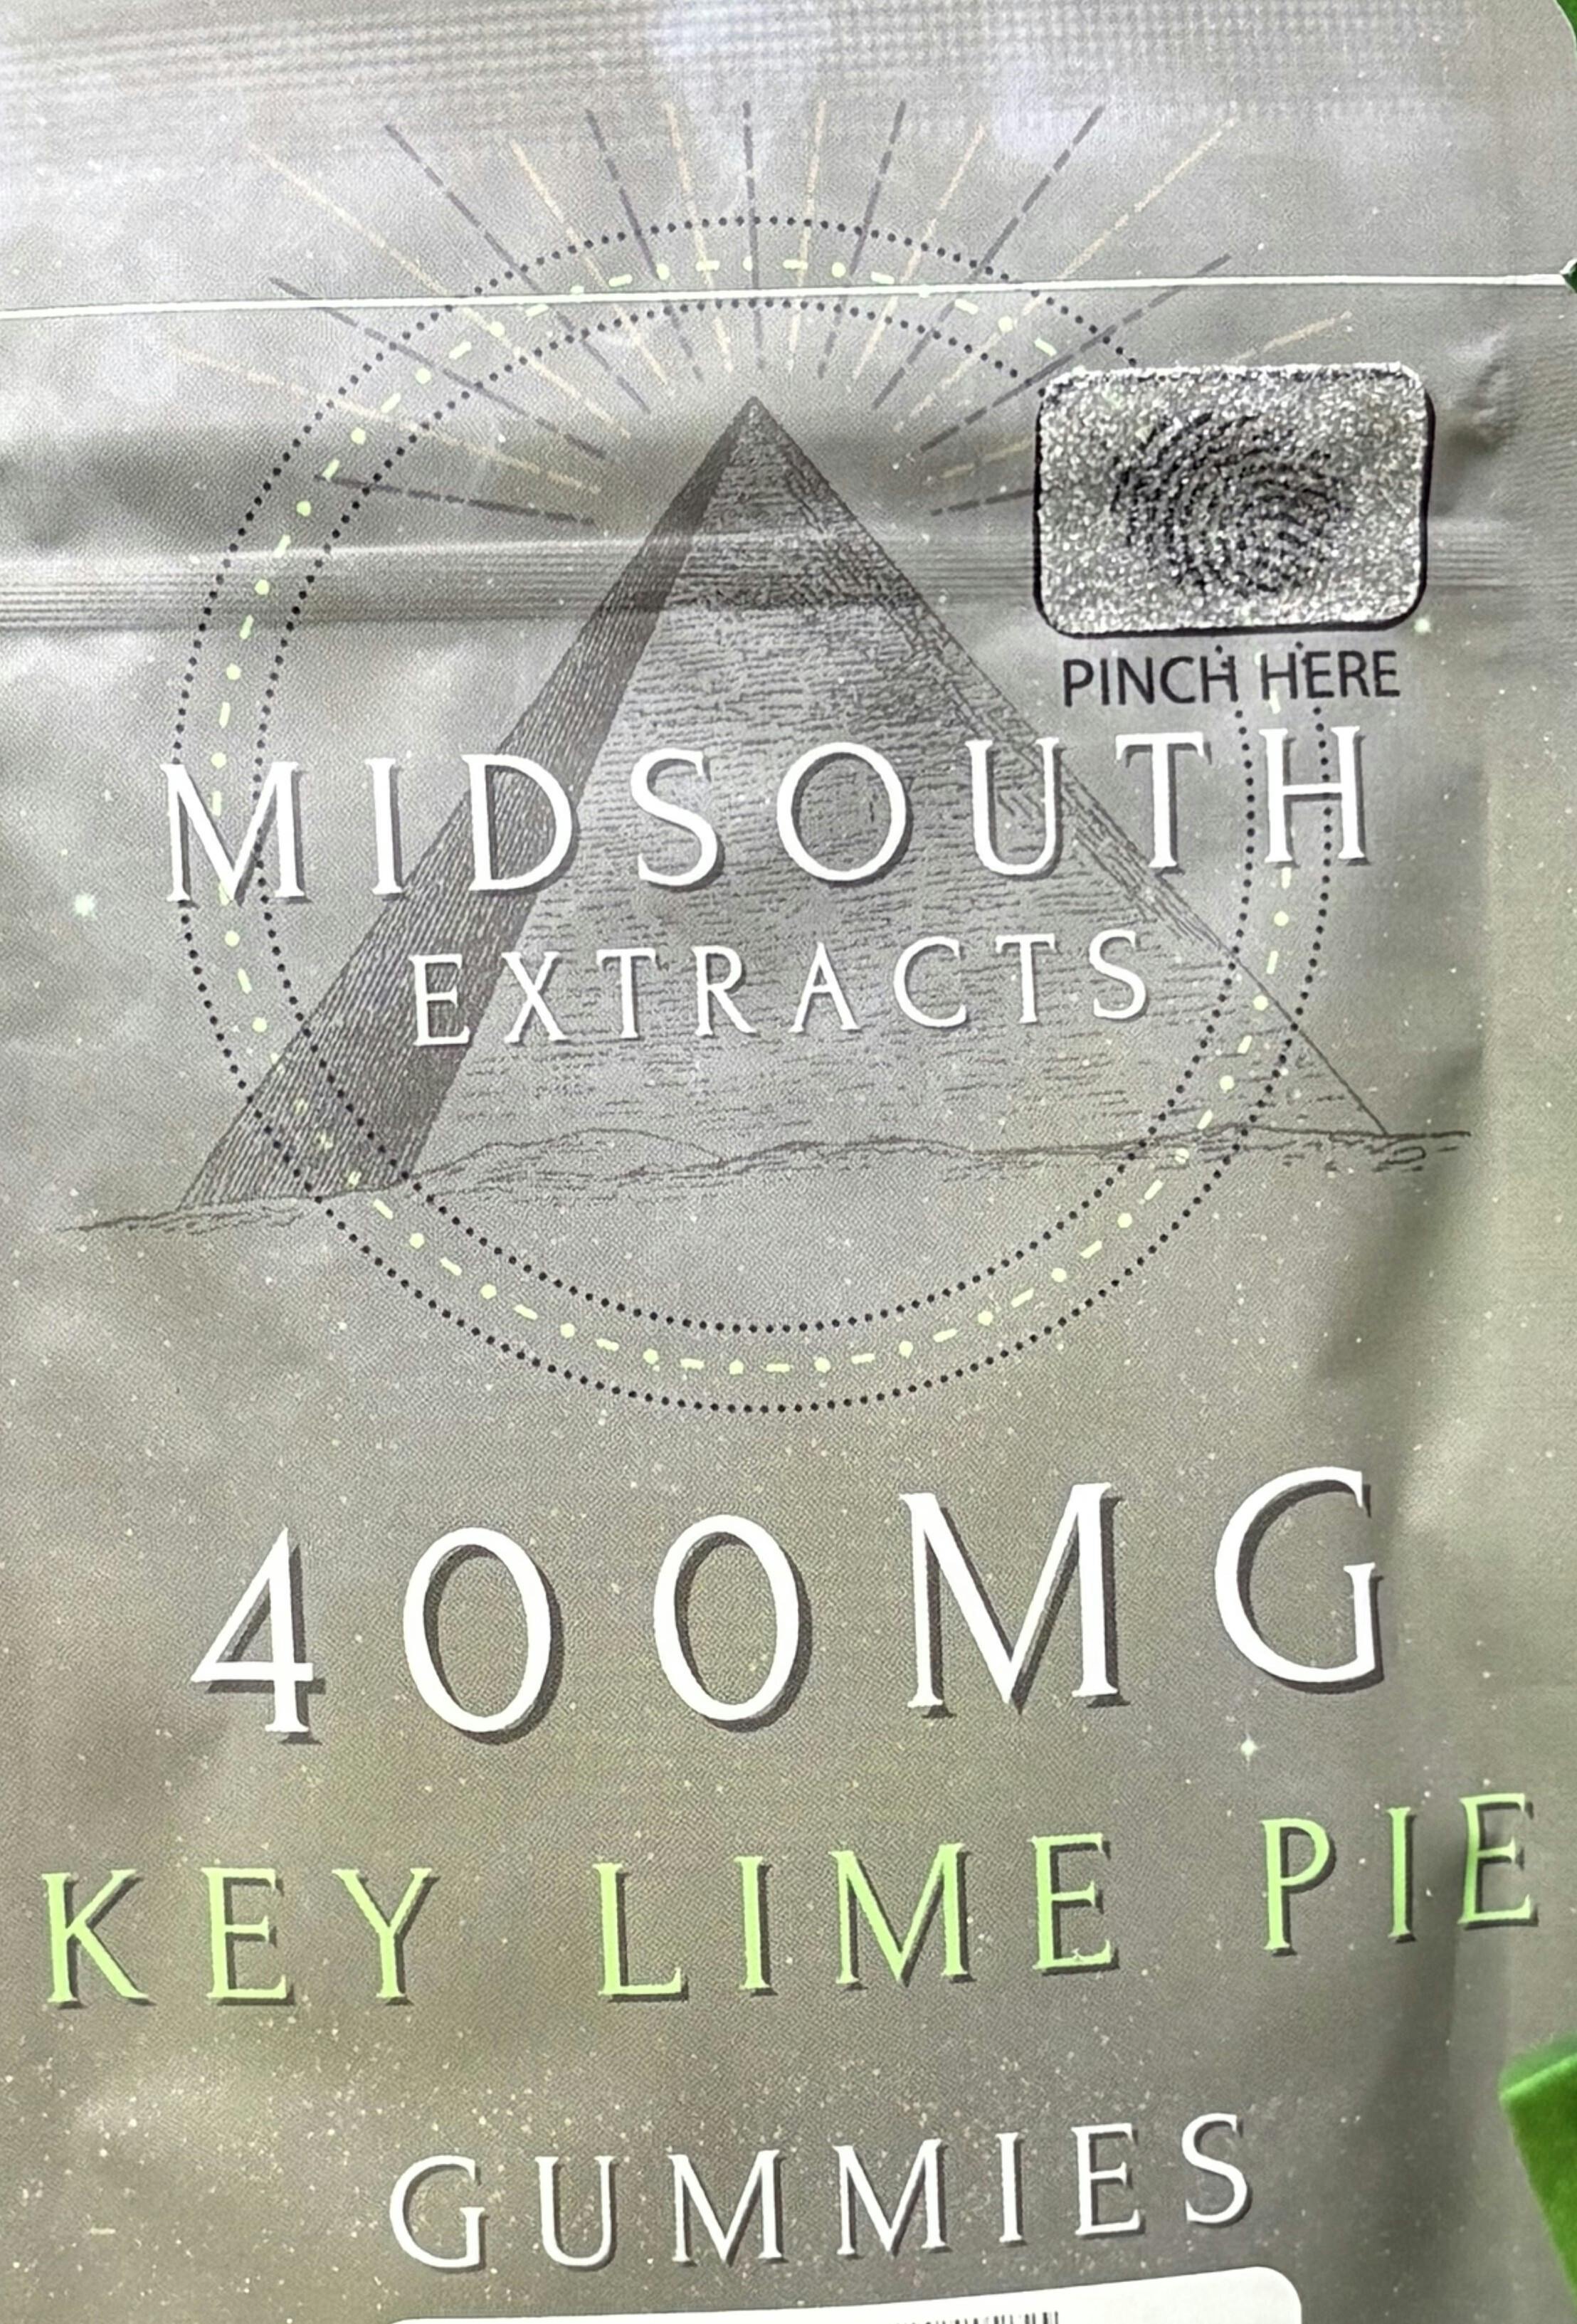 PINCH HERE
MIDSOUTH
EXTRACTS
400MG
KEY LIME PIE
GUMMIES